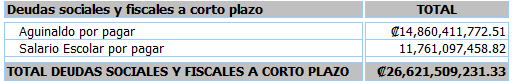 Deudas sociales y fiscales a corto plazo TOTAL
Aguinaldo por pagar ₡14,860,411,772.51
Salario Escolar por pagar 11,761,097,458.82
TOTAL DEUDAS SOCIALES Y FISCALES A CORTO PLAZO ₡26,621,509,231.33